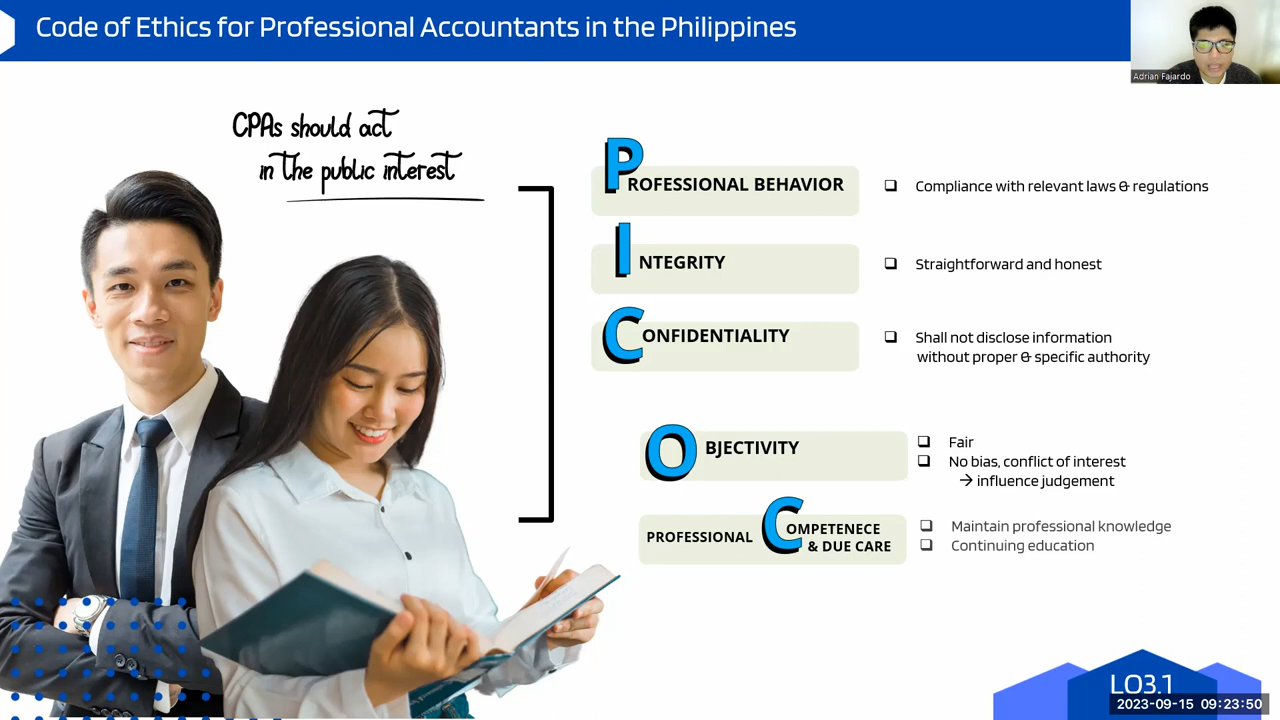 Code of Ethics for Professional Accountants in the Philippines
Adrian Fajardo
CPAs should act
in the public interest
PROFESSIONAL BEHAVIOR
❑ Compliance with relevant laws & regulations
INTEGRITY
❑ Straightforward and honest
CONFIDENTIALITY
❑ Shall not disclose information
without proper & specific authority
OBJECTIVITY
❑ Fair
❑ No bias, conflict of interest
→ influence judgement
PROFESSIONAL COMPETENECE
& DUE CARE
❑ Maintain professional knowledge
❑ Continuing education
LO3.1
2023-09-15 09:23:50